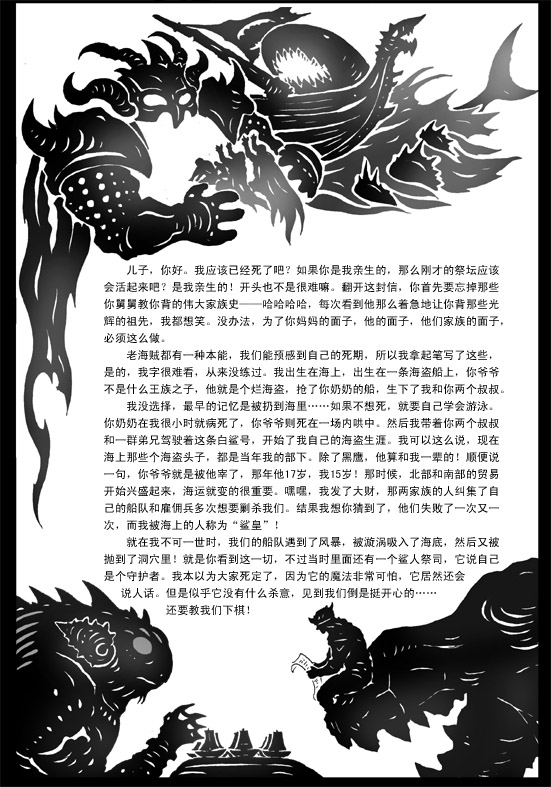 儿子，你好。我应该已经死了吧？如果你是我亲生的，那么刚才的祭坛应该
会活起来吧？是我亲生的！开头也不是很难嘛。翻开这封信，你首先要忘掉那些
你舅舅教你背的伟大家族史——哈哈哈哈，每次看到他那么着急地让你背那些光
辉的祖先，我都想笑。没办法，为了你妈妈的面子，他的面子，他们家族的面子，
必须这么做。
老海贼都有一种本能，我们能预感到自己的死期，所以我拿起笔写了这些，
是的，我字很难看，从来没练过。我出生在海上，出生在一条海盗船上，你爷爷
不是什么王族之子，他就是个烂海盗，抢了你奶奶的船，生下了我和你两个叔叔。
我没选择，最早的记忆是被扔到海里……如果不想死，就要自己学会游泳。
你奶奶在我很小时就病死了，你爷爷则死在一场内哄中。然后我带着你两个叔叔
和一群弟兄驾驶着这条白鲨号，开始了我自己的海盗生涯。我可以这么说，现在
海上那些个海盗头子，都是当年我的部下。除了黑鹰，他算和我一辈的！顺便说
一句，你爷爷就是被他宰了，那年他17岁，我15岁！那时候，北部和南部的贸易
开始兴盛起来，海运就变的很重要。嘿嘿，我发了大财，那两家族的人纠集了自
己的船队和雇佣兵多次想要剿杀我们。结果我想你猜到了，他们失败了一次又一
次，而我被海上的人称为“鲨皇”！
就在我不可一世时，我们的船队遇到了风暴，被漩涡吸入了海底，然后又被
抛到了洞穴里！就是你看到这一切，不过当时里面还有一个鲨人祭司，它说自己
是个守护者。我本以为大家死定了，因为它的魔法非常可怕，它居然还会
说人话。但是似乎它没有什么杀意，见到我们倒是挺开心的……
还要教我们下棋！